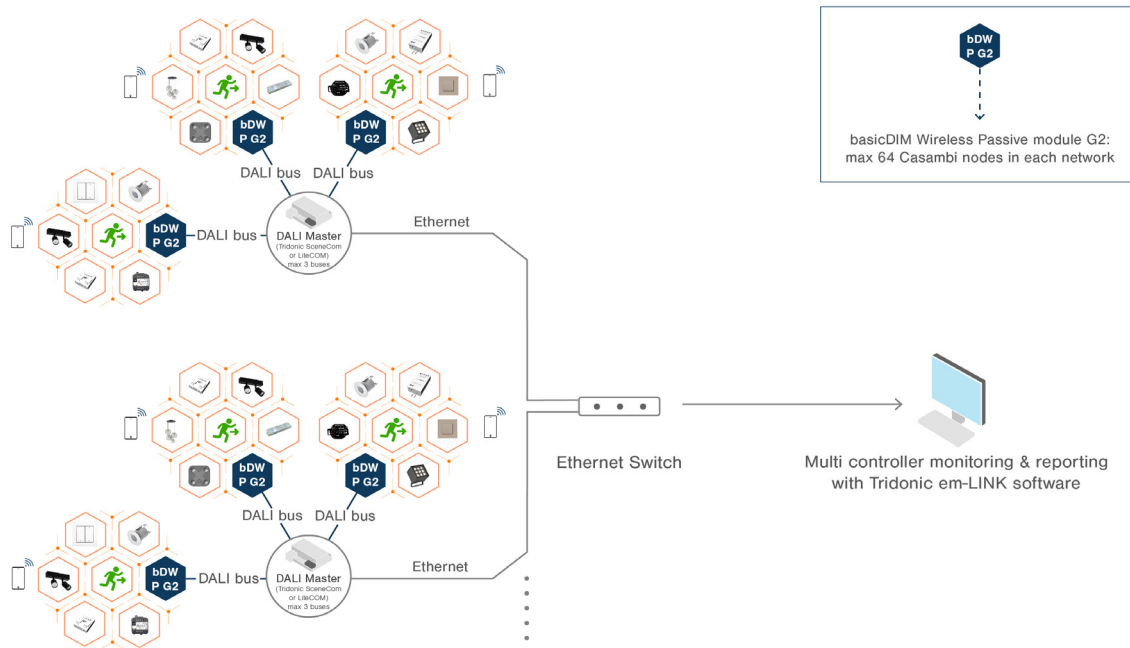 bDW
P G2
bDW
P G2
DALI bus
DALI bus
bDW
P G2
DALI bus
DALI Master
(Tridonic SceneCom
or LiteCOM)
max 3 buses
Ethernet
bDW
P G2
basicDIM Wireless Passive module G2:
max 64 Casambi nodes in each network
bDW
P G2
bDW
P G2
DALI bus
DALI bus
bDW
P G2
DALI bus
DALI Master
(Tridonic SceneCom
or LiteCOM)
max 3 buses
Ethernet
Ethernet Switch
Multi controller monitoring & reporting
with Tridonic em-LINK software